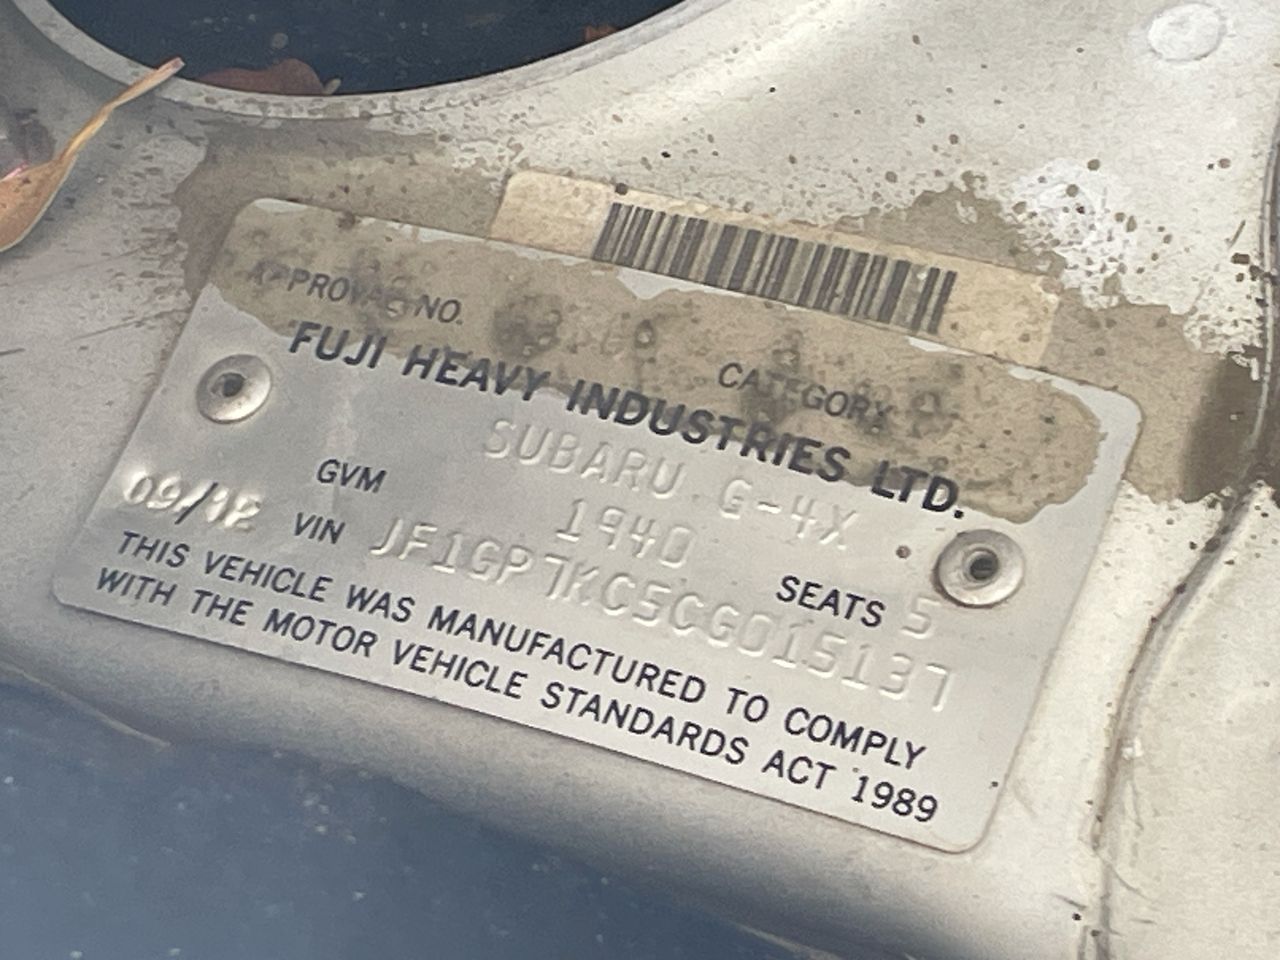 APPROVAL NO.
CATEGORY
FUJI HEAVY INDUSTRIES LTD.
SUBARU G-4X
GVM 1940 SEATS 5
09/12 VIN JF1GP7KC5CG015137
THIS VEHICLE WAS MANUFACTURED TO COMPLY
WITH THE MOTOR VEHICLE STANDARDS ACT 1989